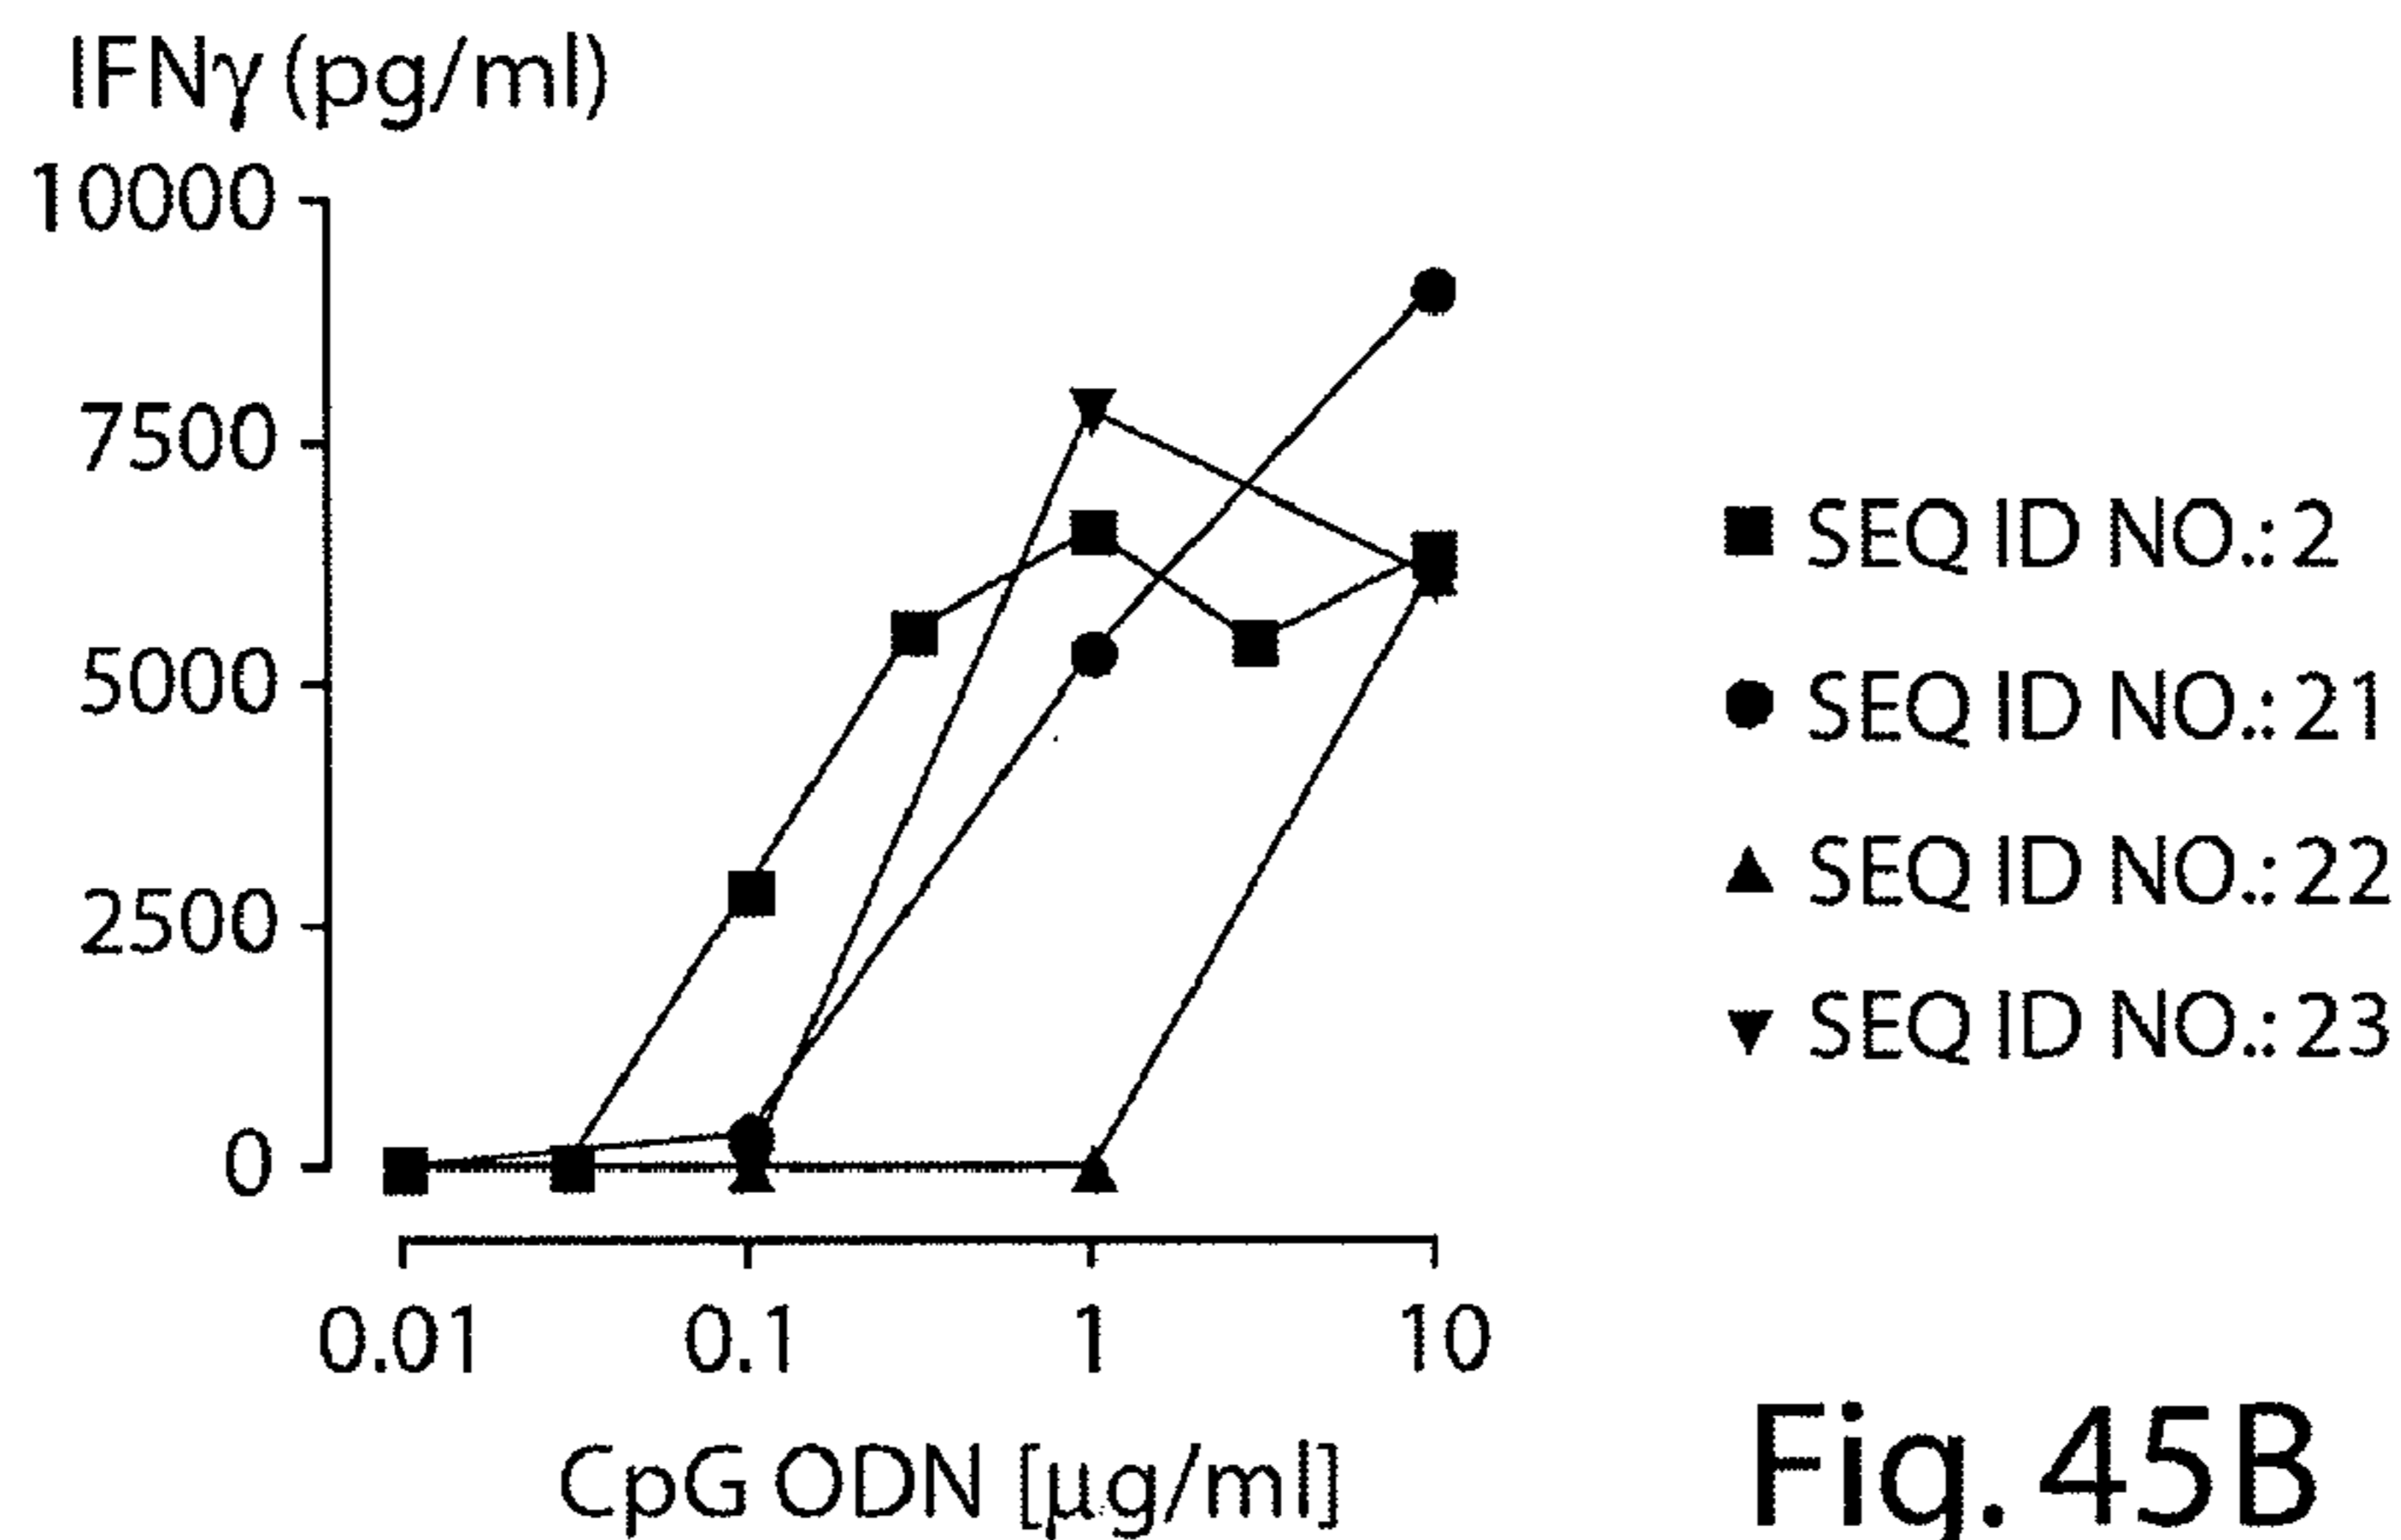 IFNγ (pg/ml)
10000
7500
5000
2500
0
0.01 0.1 1 10
CpG ODN [μg/ml]
SEQ ID NO.: 2
SEQ ID NO.: 21
SEQ ID NO.: 22
SEQ ID NO.: 23
Fig. 45B